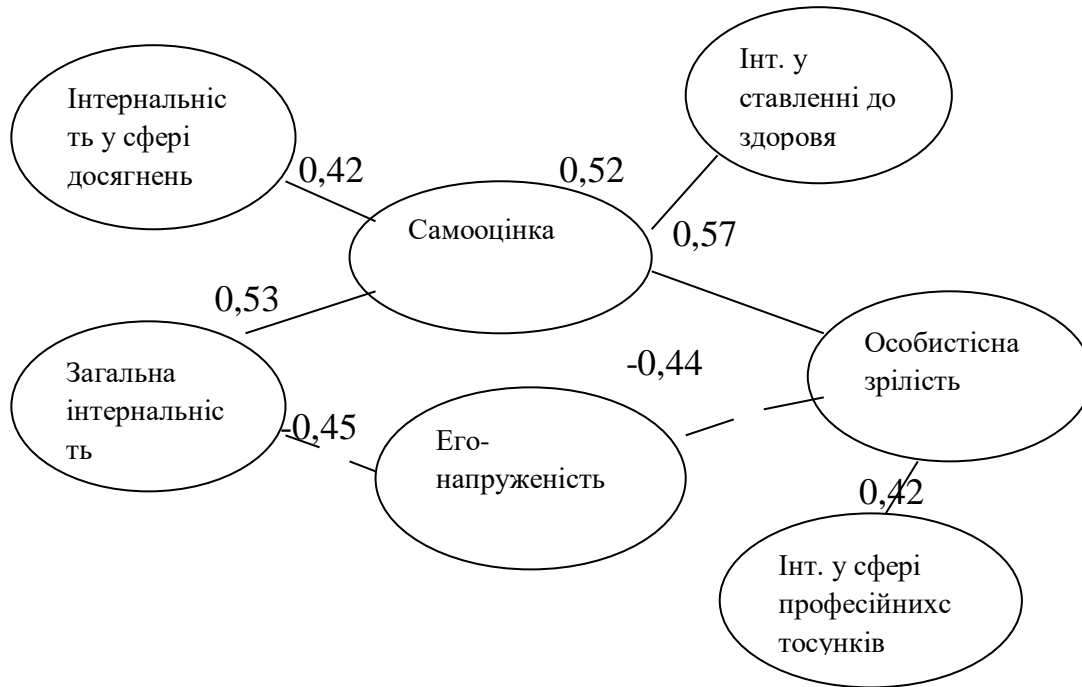 Інтернальніс
ть у сфері
досягнень
Інт. у
ставленні до
здоровя
0,42
0,52
Самооцінка
0,57
0,53
Загальна
інтернальніс
ть
-0,44
Особистісна
зрілість
-0,45
Его-
напруженість
0,42
Інт. у сфері
професійнихс
тосунків